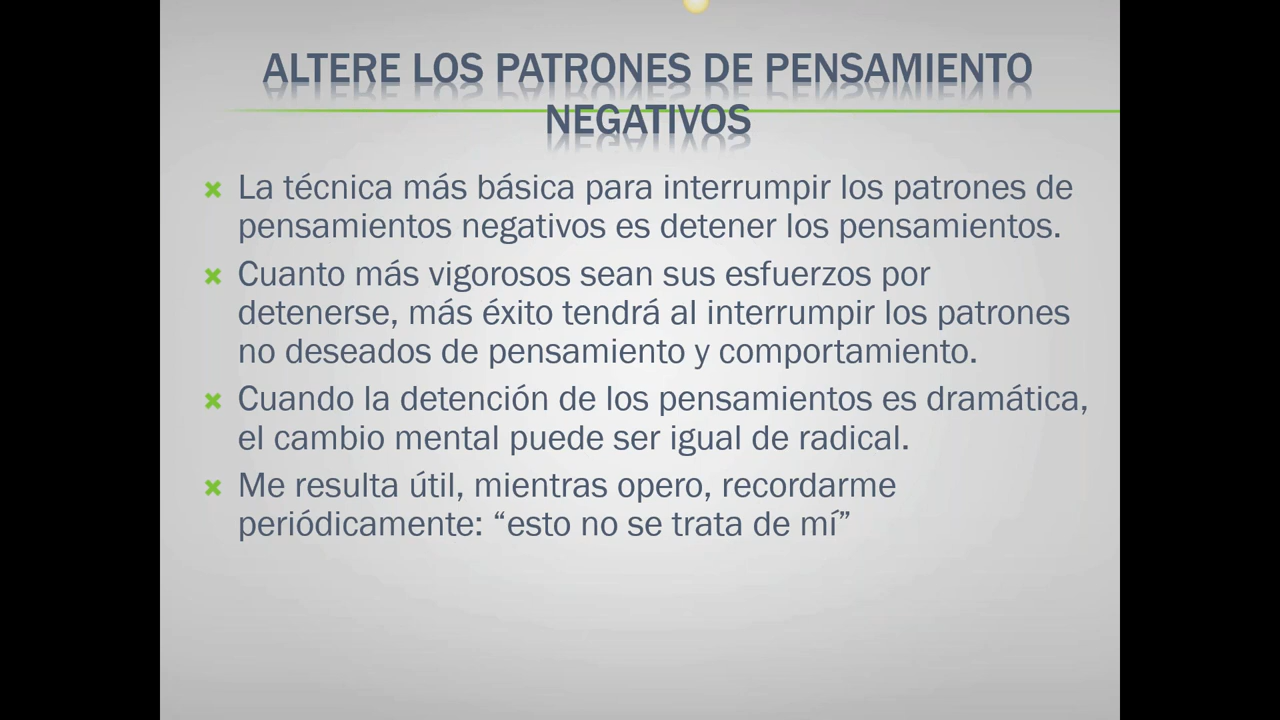 ALTERE LOS PATRONES DE PENSAMIENTO
NEGATIVOS
La técnica más básica para interrumpir los patrones de
pensamientos negativos es detener los pensamientos.
Cuanto más vigorosos sean sus esfuerzos por
detenerse, más éxito tendrá al interrumpir los patrones
no deseados de pensamiento y comportamiento.
Cuando la detención de los pensamientos es dramática,
el cambio mental puede ser igual de radical.
Me resulta útil, mientras opero, recordarme
periódicamente: “esto no se trata de mí”